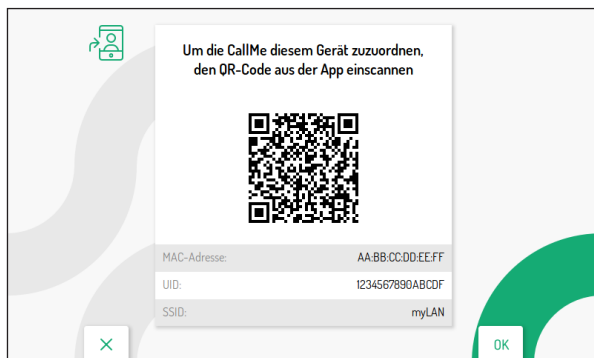 Um die CallMe diesem Gerät zuzuordnen,
den QR-Code aus der App einscannen
MAC-Adresse: AA:BB:CC:DD:EE:FF
UID: 1234567890ABCDF
SSID: myLAN
OK